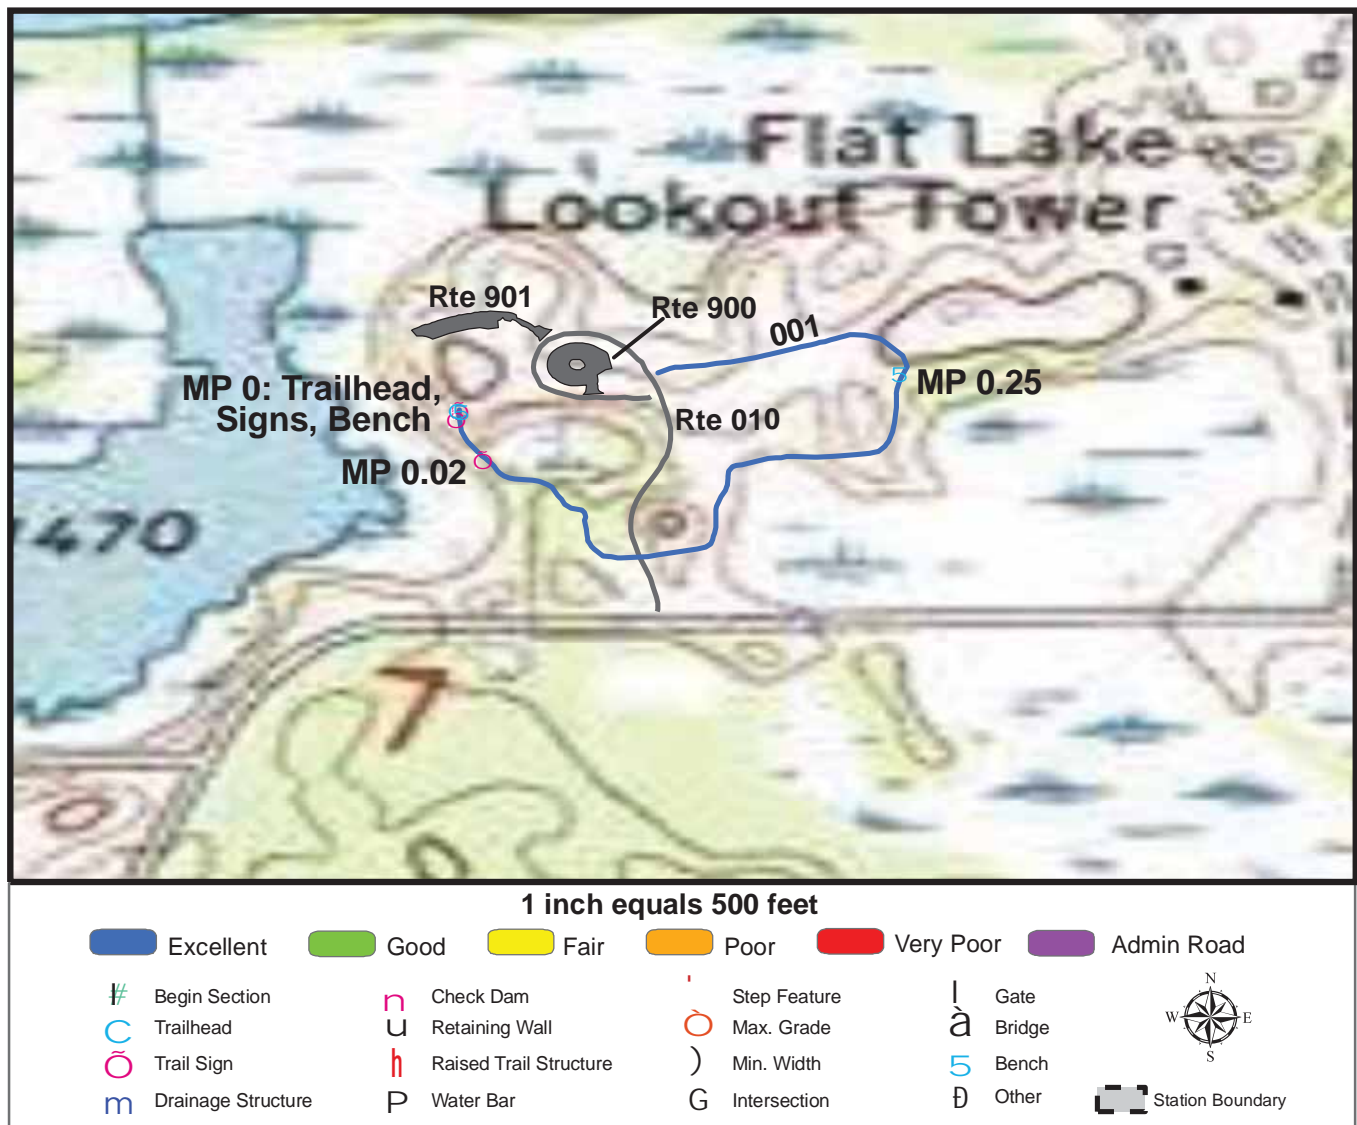 Flat Lake
Lookout Tower
Rte 901
Rte 900
001
MP 0: Trailhead,
Signs, Bench
MP 0.25
Rte 010
MP 0.02
5
5
1470
7
1 inch equals 500 feet
Excellent
Good
Fair
Poor
Very Poor
Admin Road
# Begin Section
n Check Dam
' Step Feature
l Gate
N
C Trailhead
u Retaining Wall
Ò Max. Grade
à Bridge
W E
Õ Trail Sign
h Raised Trail Structure
) Min. Width
5 Bench
S
m Drainage Structure
P Water Bar
G Intersection
Ð Other
Station Boundary